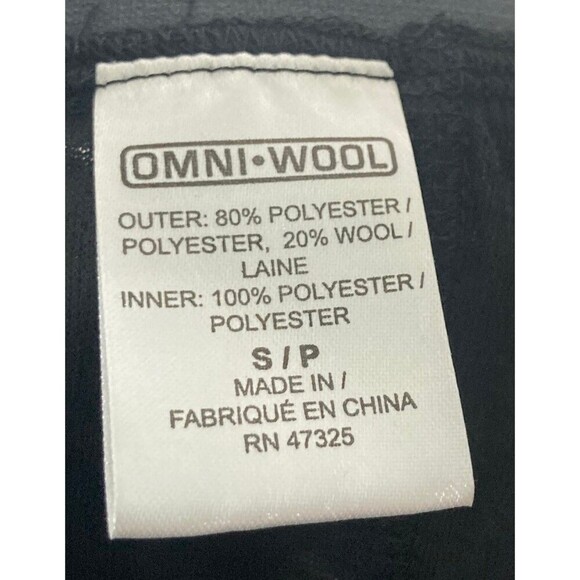 OMNI•WOOL
OUTER: 80% POLYESTER /
POLYESTER, 20% WOOL /
LAINE
INNER: 100% POLYESTER /
POLYESTER
S / P
MADE IN /
FABRIQUÉ EN CHINA
RN 47325